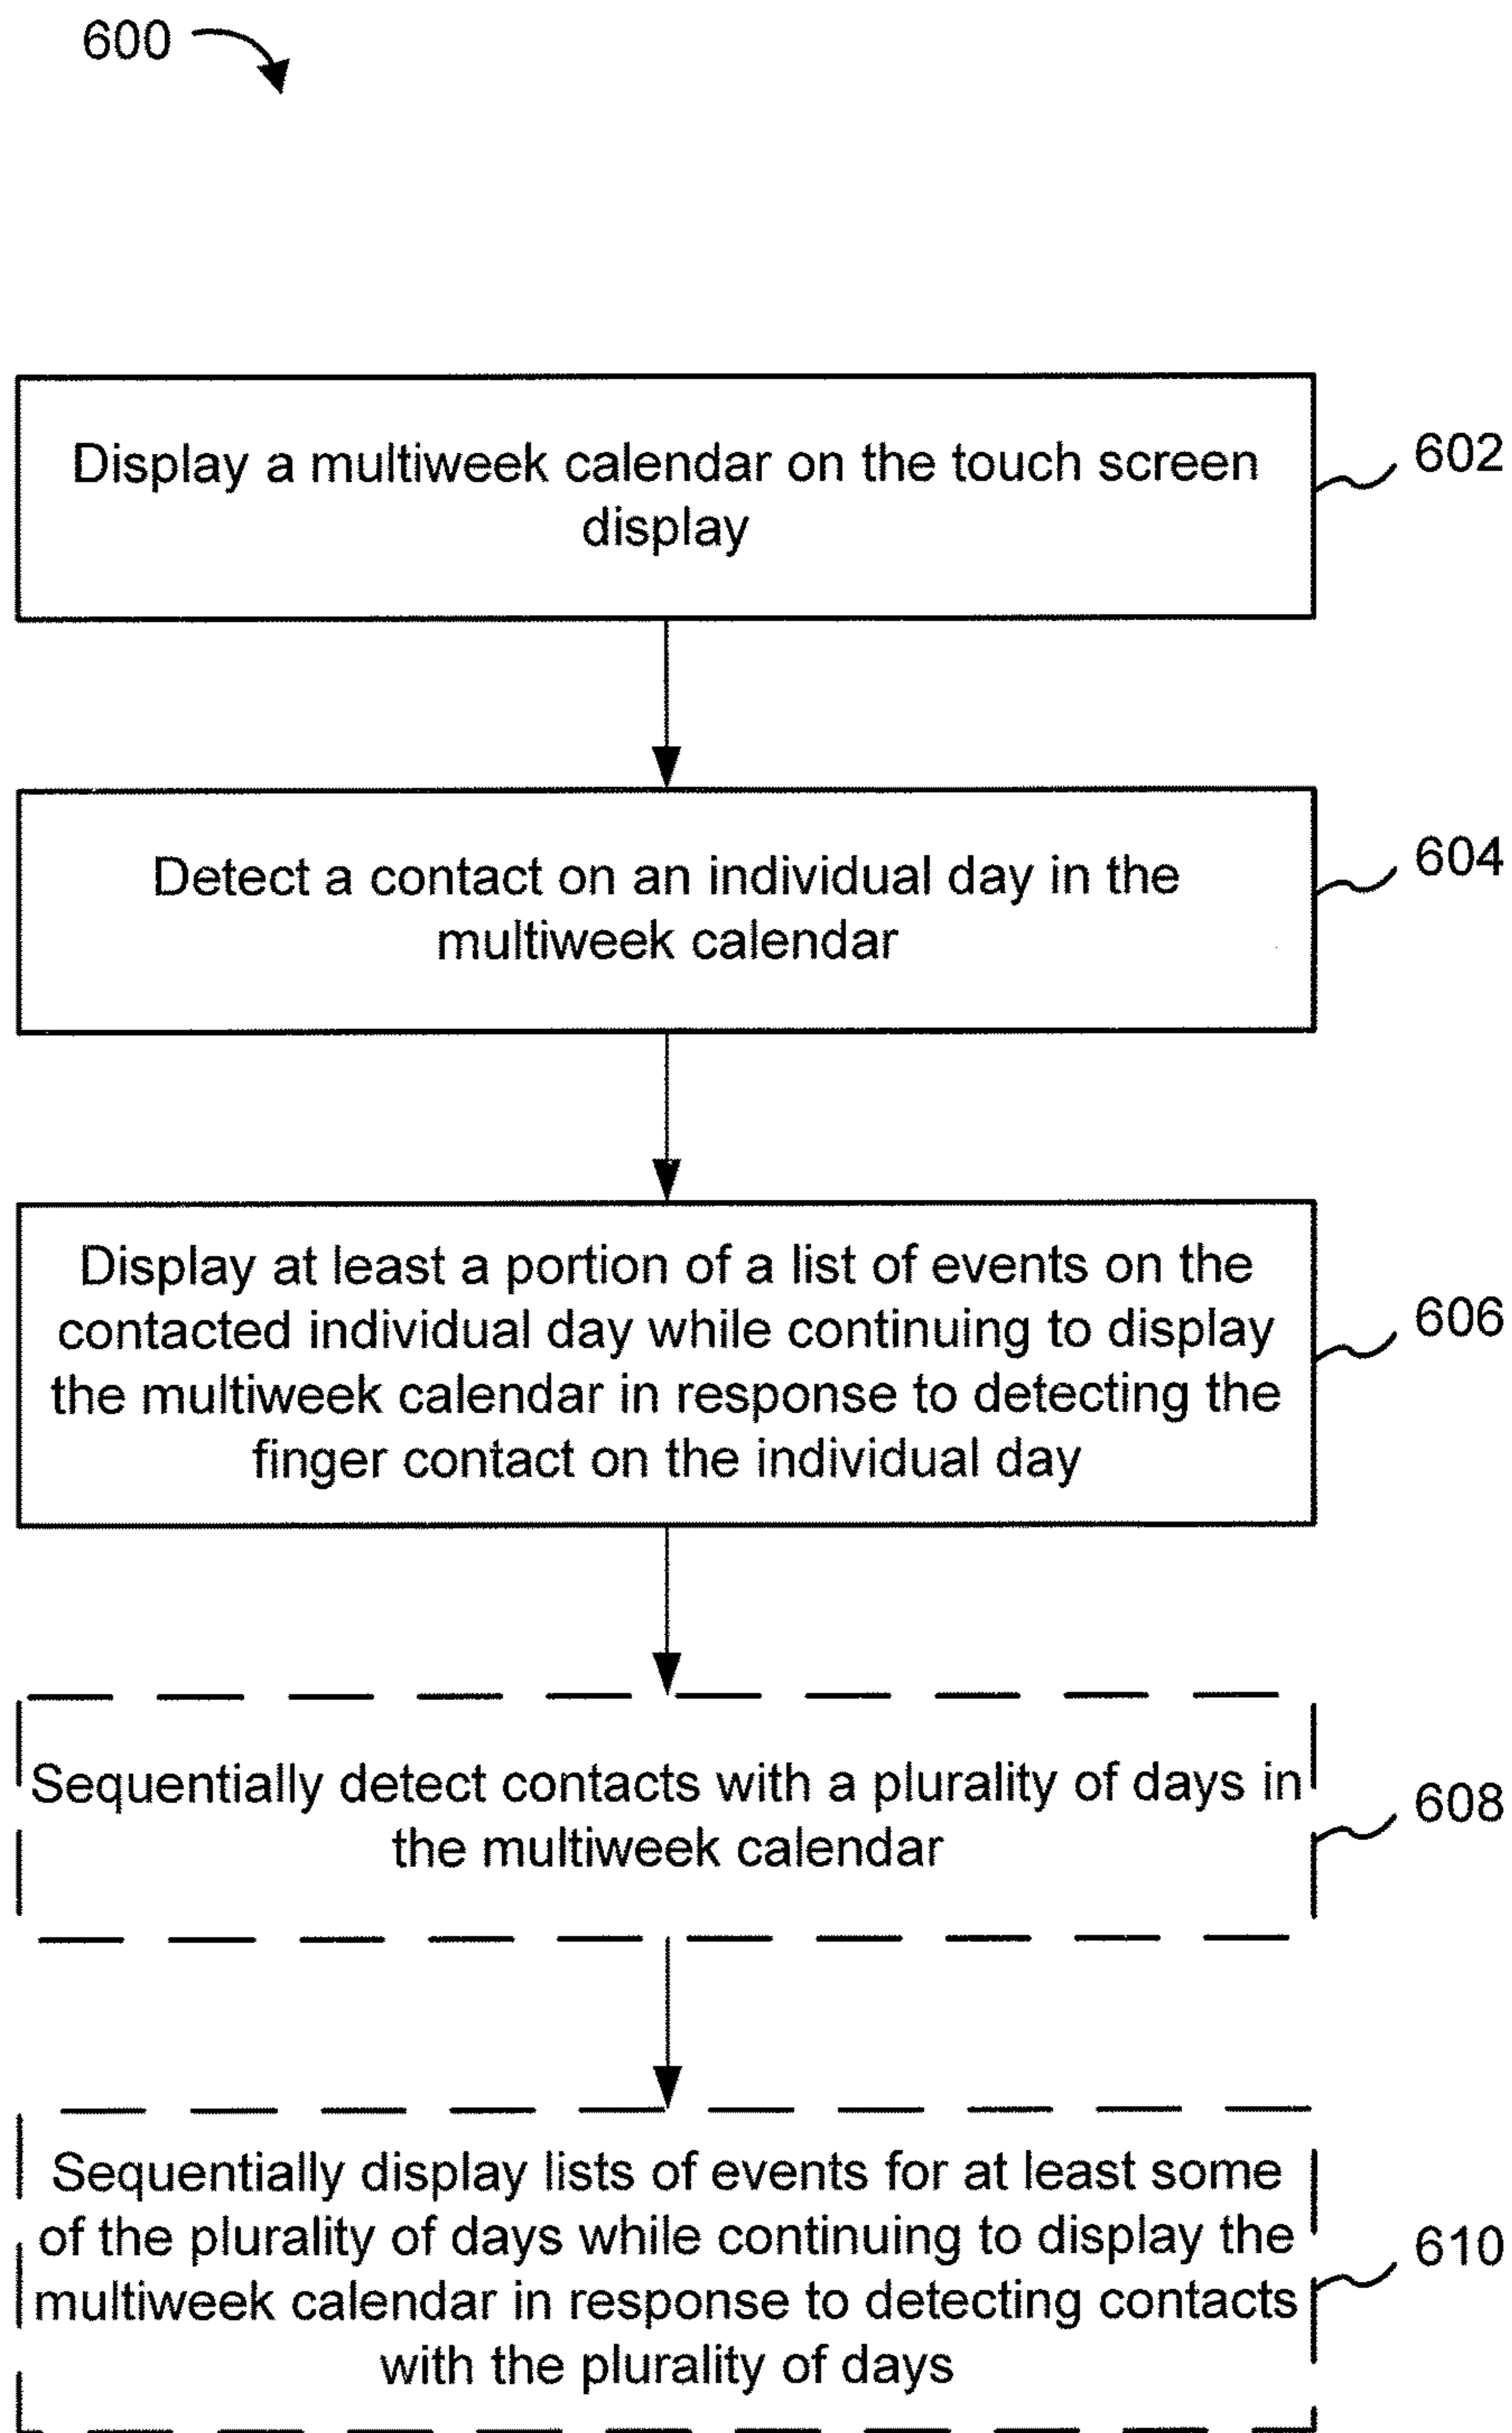 600
Display a multiweek calendar on the touch screen
display
602
Detect a contact on an individual day in the
multiweek calendar
604
Display at least a portion of a list of events on the
contacted individual day while continuing to display
the multiweek calendar in response to detecting the
finger contact on the individual day
606
Sequentially detect contacts with a plurality of days in
the multiweek calendar
608
Sequentially display lists of events for at least some
of the plurality of days while continuing to display the
multiweek calendar in response to detecting contacts
with the plurality of days
610